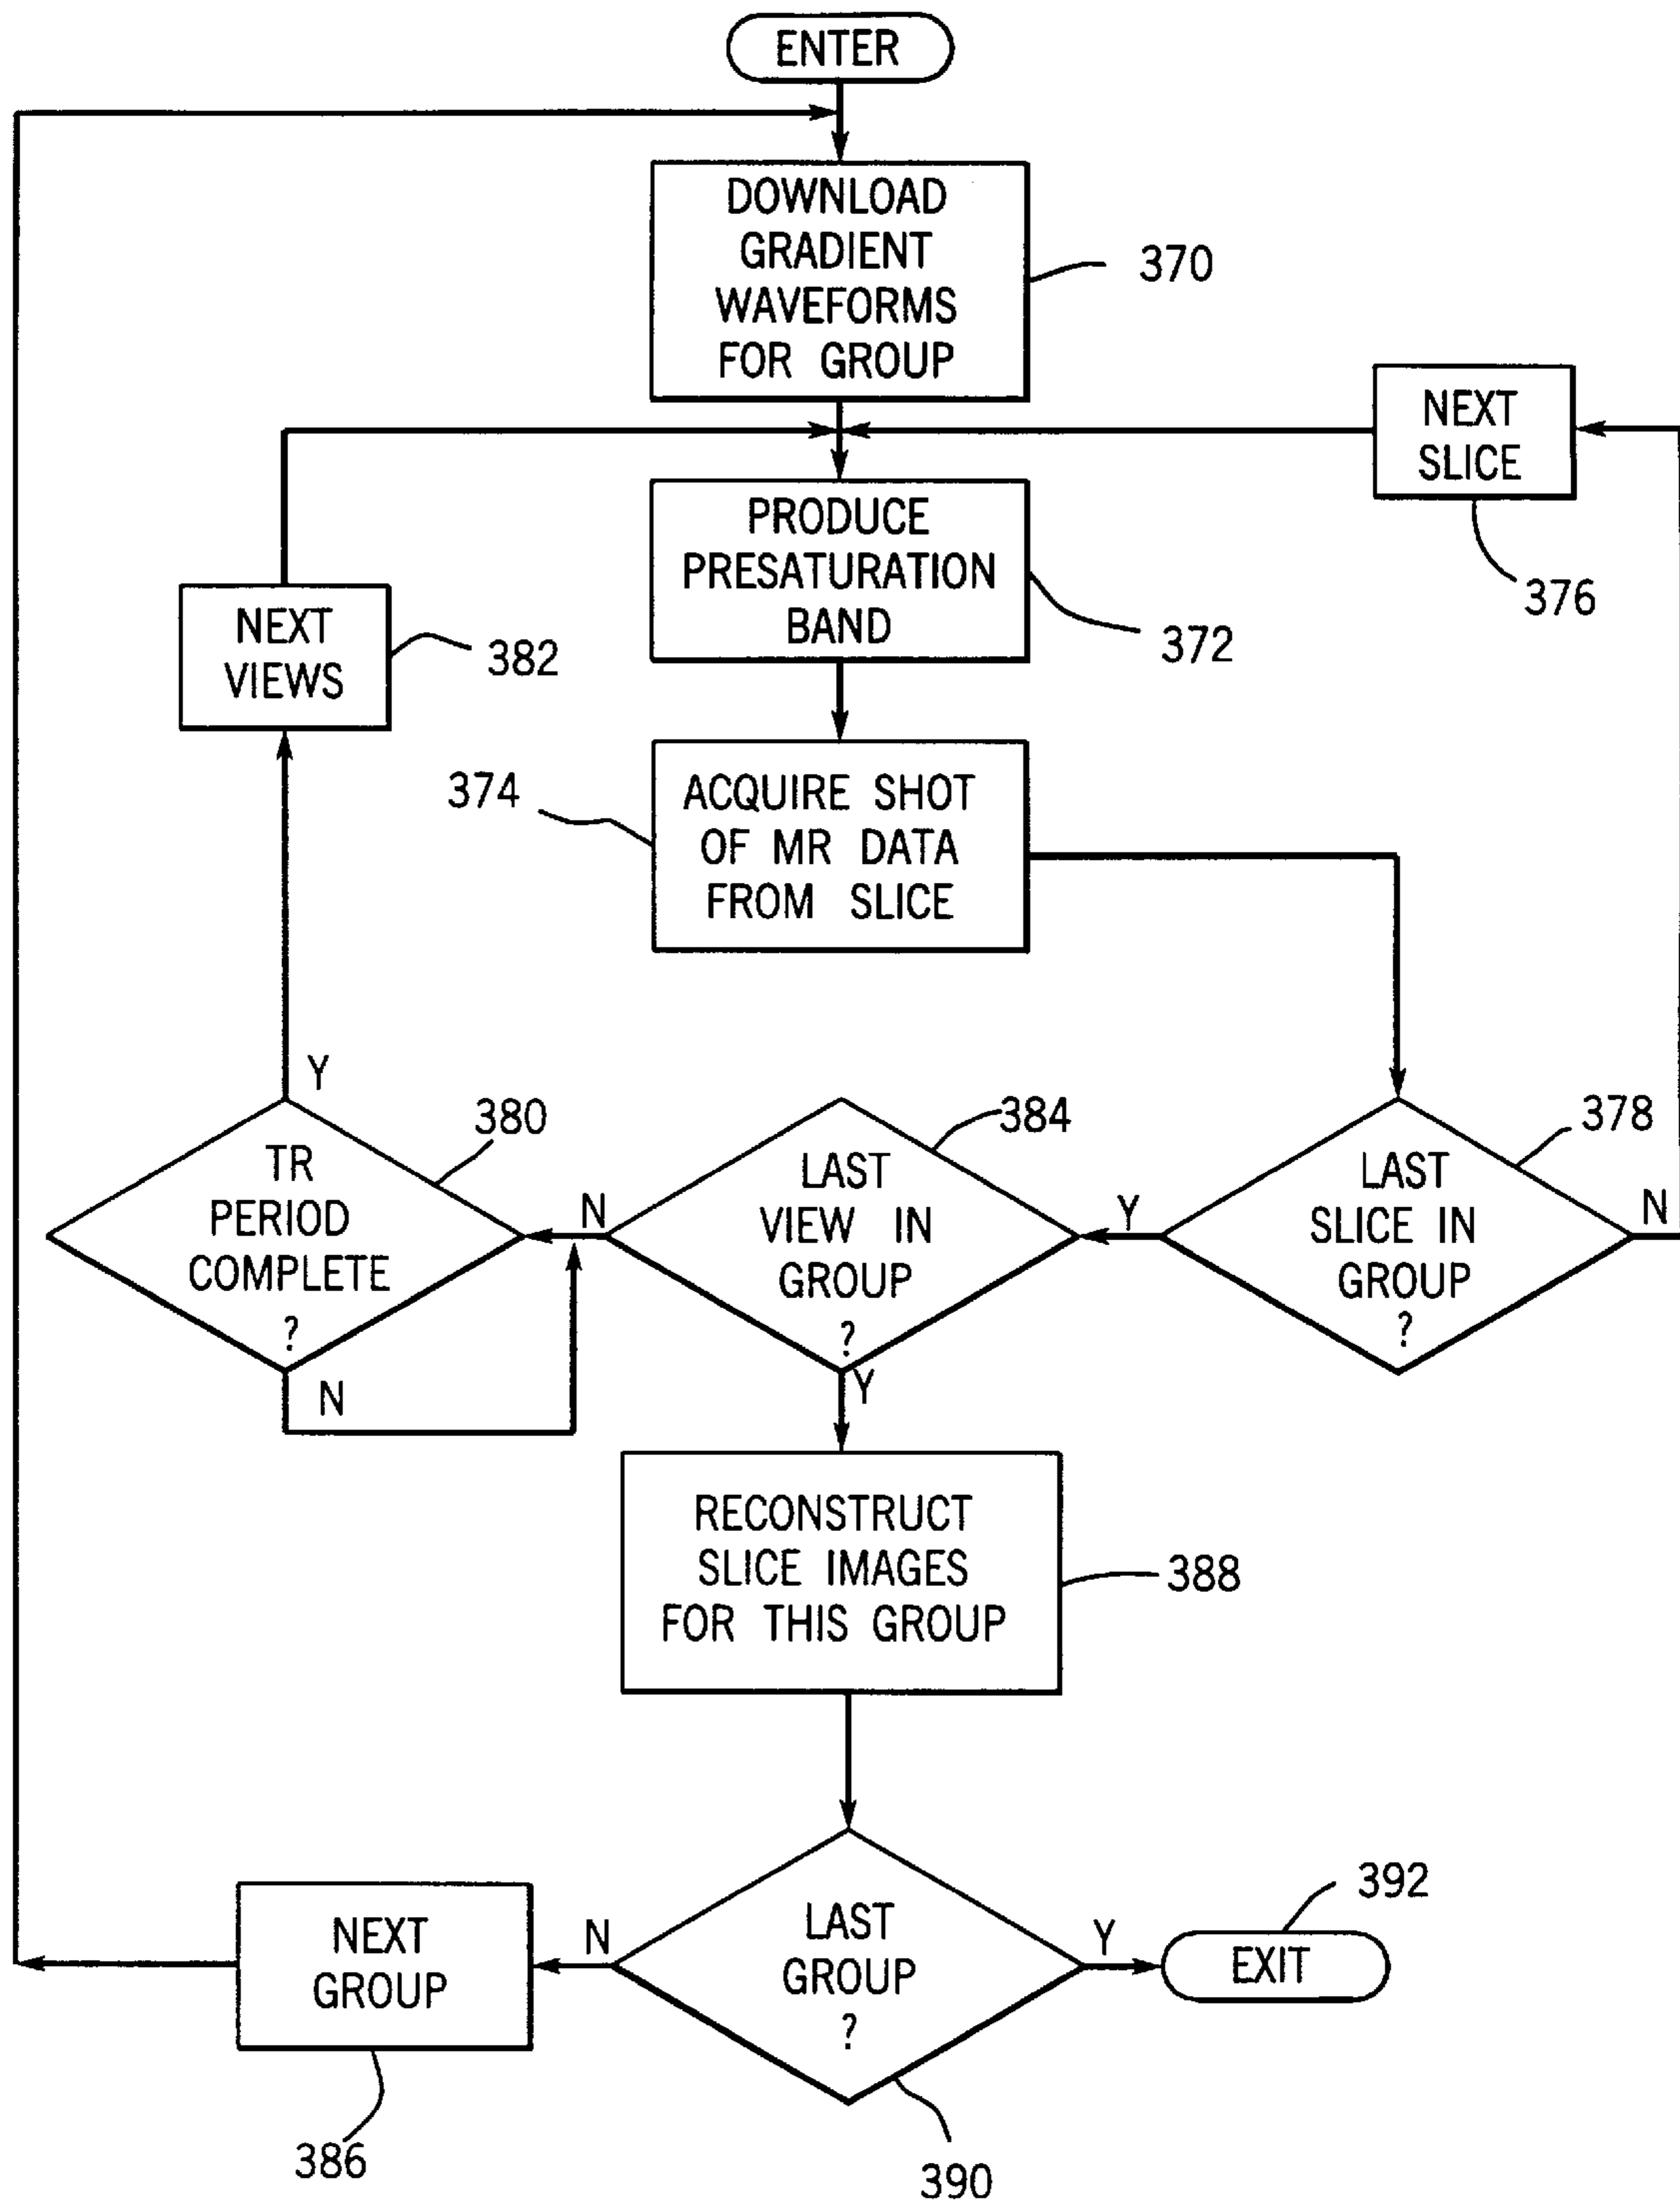 ENTER
DOWNLOAD
GRADIENT
WAVEFORMS
FOR GROUP
370
NEXT
SLICE
376
PRODUCE
PRESATURATION
BAND
372
NEXT
VIEWS
382
374
ACQUIRE SHOT
OF MR DATA
FROM SLICE
Y
TR
PERIOD
COMPLETE
?
380
N
N
LAST
VIEW IN
GROUP
?
384
Y
Y
LAST
SLICE IN
GROUP
?
378
N
RECONSTRUCT
SLICE IMAGES
FOR THIS GROUP
388
NEXT
GROUP
386
N
LAST
GROUP
?
390
Y
EXIT
392